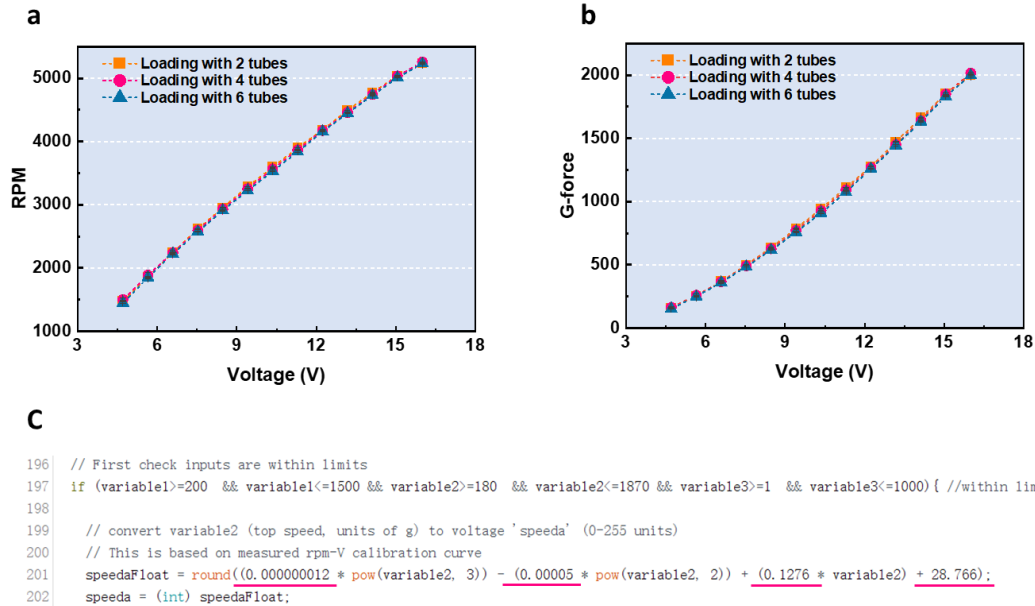 a
RPM
5000
4000
3000
2000
1000
Loading with 2 tubes
Loading with 4 tubes
Loading with 6 tubes
3 6 9 12 15 18
Voltage (V)
b
G-force
2000
1500
1000
500
0
Loading with 2 tubes
Loading with 4 tubes
Loading with 6 tubes
3 6 9 12 15 18
Voltage (V)
C
196 // First check inputs are within limits
197 if (variable1>=200 && variable1<=1500 && variable2>=180 && variable2<=1870 && variable3>=1 && variable3<=1000){ //within lim
198
199 // convert variable2 (top speed, units of g) to voltage 'speeda' (0-255 units)
200 // This is based on measured rpm-V calibration curve
201 speedaFloat = round((0.000000012 * pow(variable2, 3)) - (0.00005 * pow(variable2, 2)) + (0.1276 * variable2) + 28.766);
202 speeda = (int) speedaFloat;